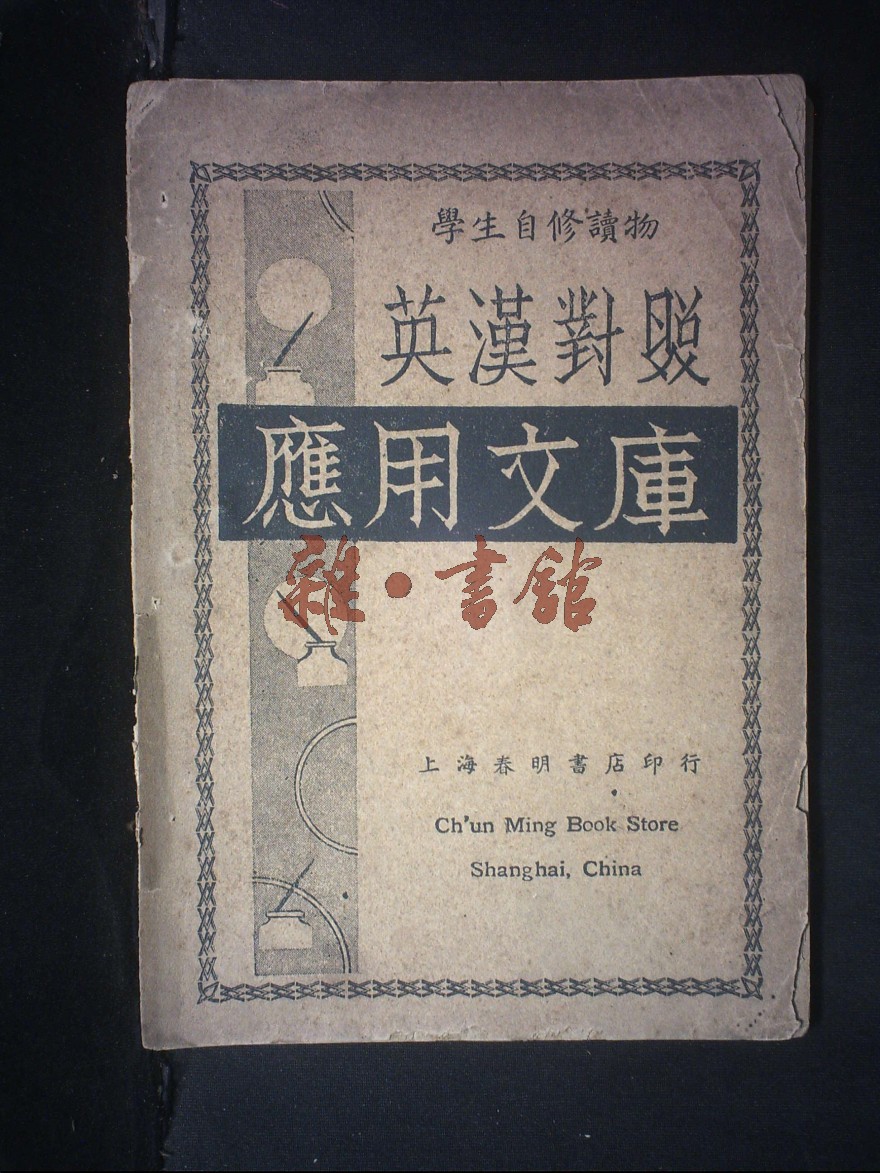 學生自修讀物
英漢對照
應用文庫
雜·書館
上海春明書店印行
Ch'un Ming Book Store
Shanghai, China